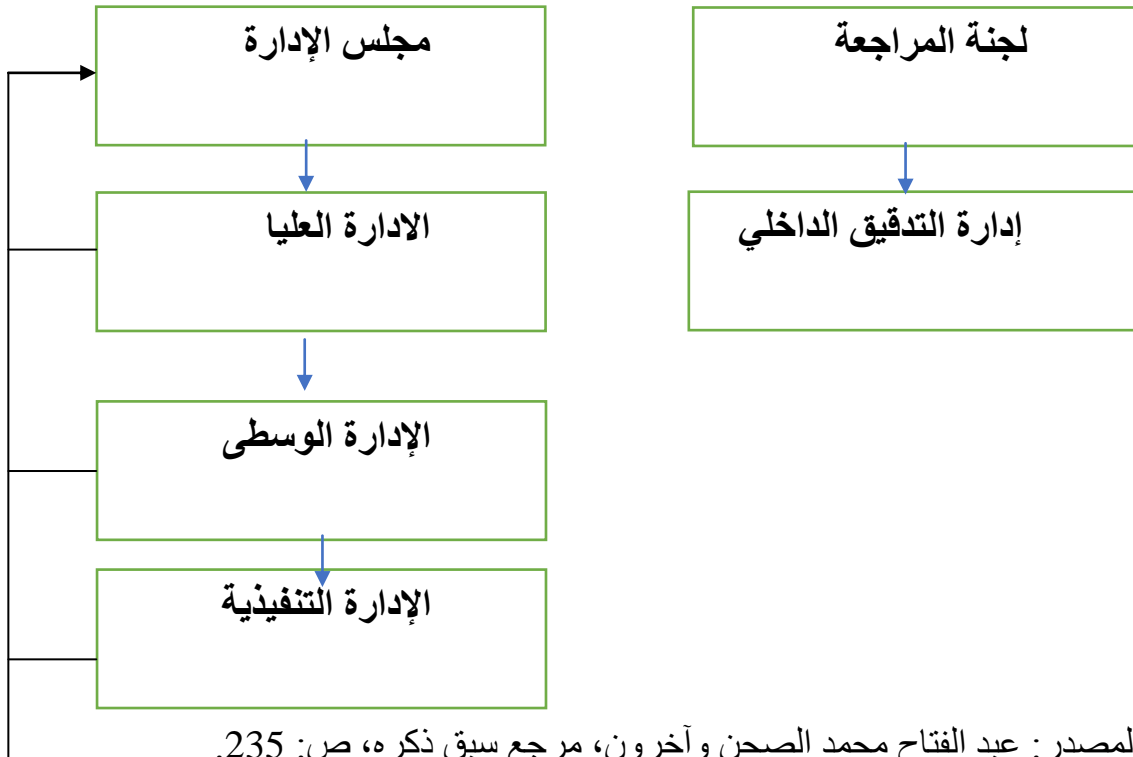 لجنة المراجعة
مجلس الإدارة
إدارة التدقيق الداخلي
الادارة العليا
الإدارة الوسطى
الإدارة التنفيذية
لمصدر: عبد الفتاح محمد الصحن وآخرون، مرجع سبق ذكره، ص: 235.